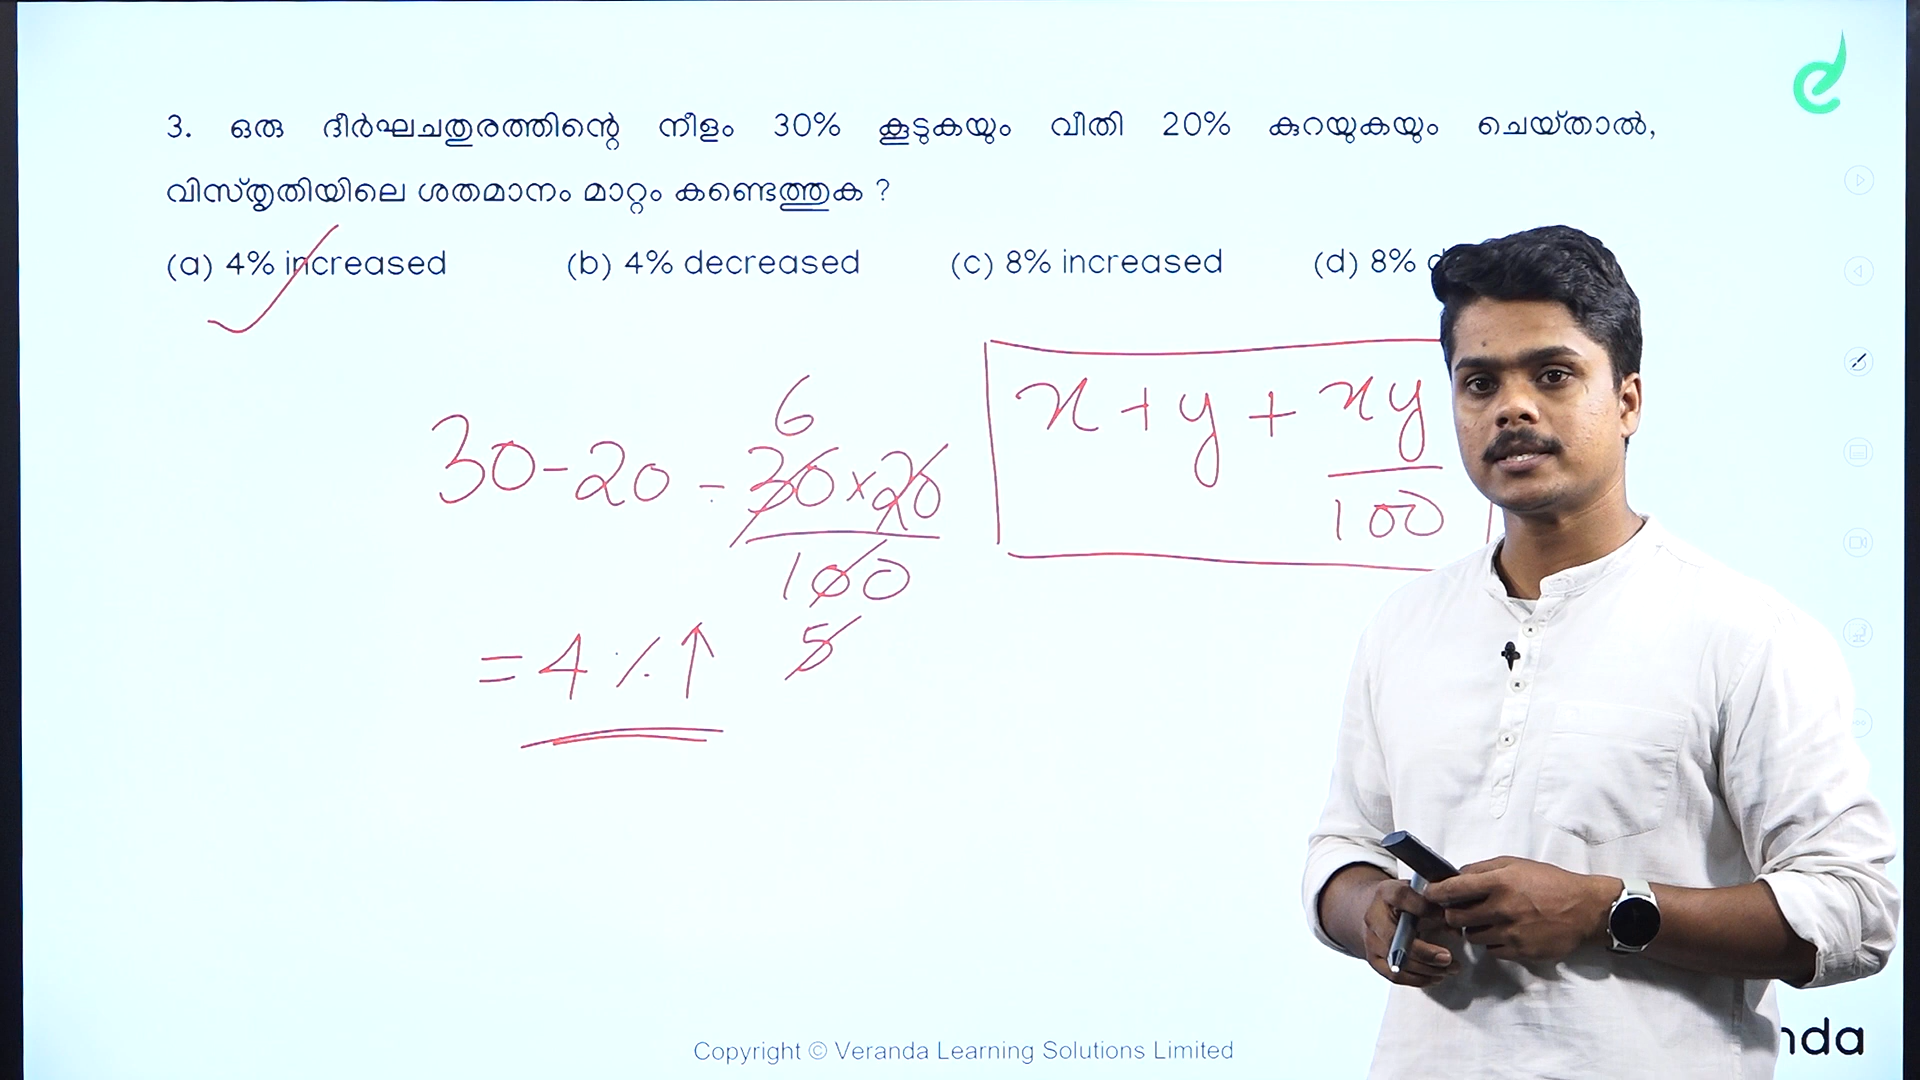 3. ഒരു ദീർഘചതുരത്തിന്റെ നീളം 30% കൂടുകയും വീതി 20% കുറയുകയും ചെയ്താൽ,
വിസ്തൃതിയിലെ ശതമാനം മാറ്റം കണ്ടെത്തുക ?
(a) 4% increased (b) 4% decreased (c) 8% increased (d) 8%
6
30 - 20 - 30 x 20
100
5
= 4 % ↑
x + y + xy
100
Copyright © Veranda Learning Solutions Limited